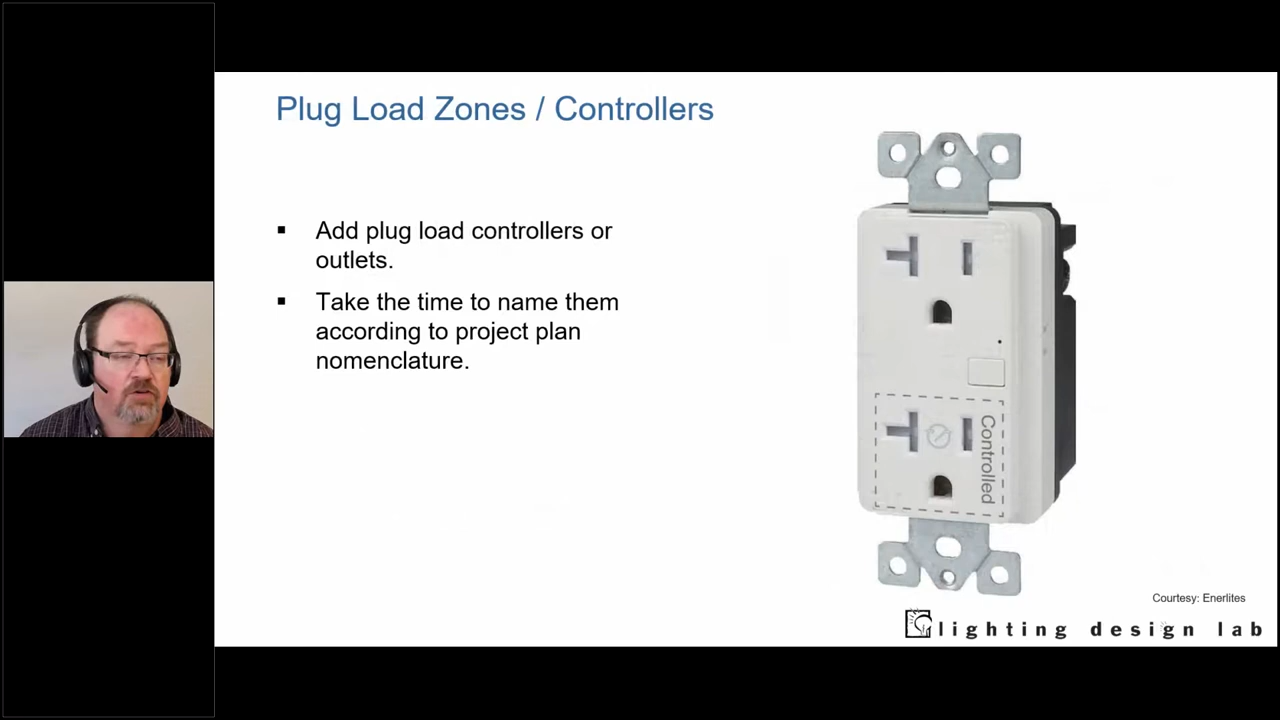 Plug Load Zones / Controllers
▪ Add plug load controllers or
outlets.
▪ Take the time to name them
according to project plan
nomenclature.
Controlled
Courtesy: Enerlites
lighting design lab